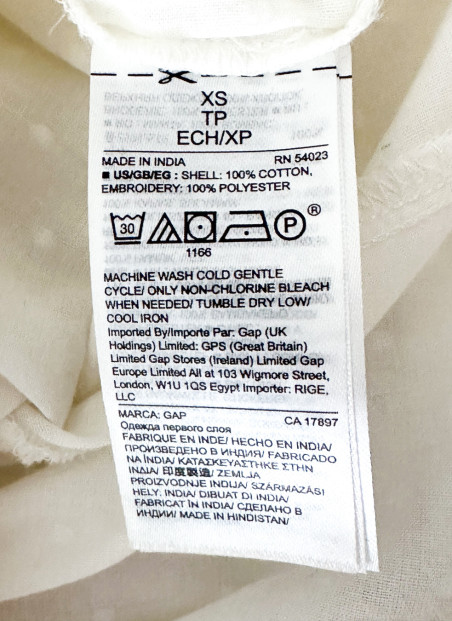 XS
TP
ECH/XP
MADE IN INDIA RN 54023
■ US/GB/EG : SHELL: 100% COTTON,
EMBROIDERY: 100% POLYESTER
30 P ®
1166
MACHINE WASH COLD GENTLE
CYCLE/ ONLY NON-CHLORINE BLEACH
WHEN NEEDED/ TUMBLE DRY LOW/
COOL IRON
Imported By/Importe Par: Gap (UK
Holdings) Limited: GPS (Great Britain)
Limited Gap Stores (Ireland) Limited Gap
Europe Limited All at 103 Wigmore Street,
London, W1U 1QS Egypt Importer: RIGE,
LLC
MARCA: GAP CA 17897
Одежда первого слоя
FABRIQUE EN INDE/ HECHO EN INDIA/
ПРОИЗВЕДЕНО В ИНДИЯ/ FABRICADO
NA ÍNDIA/ ΚΑΤΑΣΚΕΥΑΣΤΗΚΕ ΣΤΗΝ
ΙΝΔΙΑ/ 印度製造/ ZEMLJA
PROIZVODNJE INDIJA/ SZÁRMAZÁSI
HELY: INDIA/ DIBUAT DI INDIA/
FABRICAT ÎN INDIA/ СДЕЛАНО В
ИНДИИ/ MADE IN HINDISTAN/